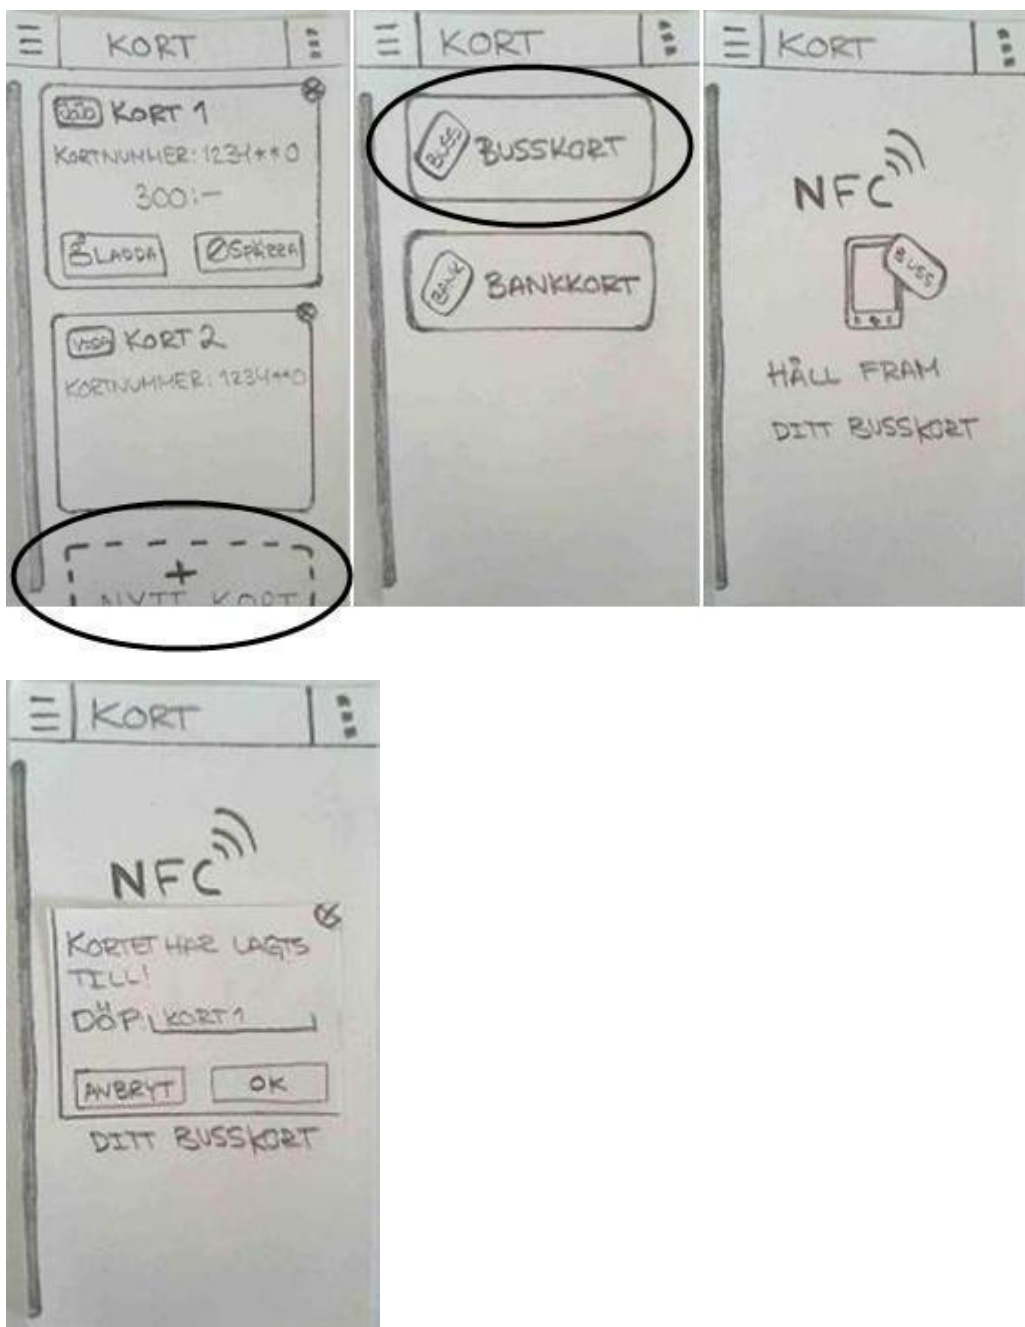 KORT
KORT 1
KORTNUMMER: 1234**0
300:-
LADDA
SPÄRRA
VISA KORT 2
KORTNUMMER: 1234**0
+
NYTT KORT
KORT
BUSS BUSSKORT
BANK BANKKORT
KORT
NFC
BUSS
HÅLL FRAM
DITT BUSSKORT
KORT
NFC
KORTET HAR LAGTS
TILL!
DÖP: KORT 1
AVBRYT
OK
DITT BUSSKORT